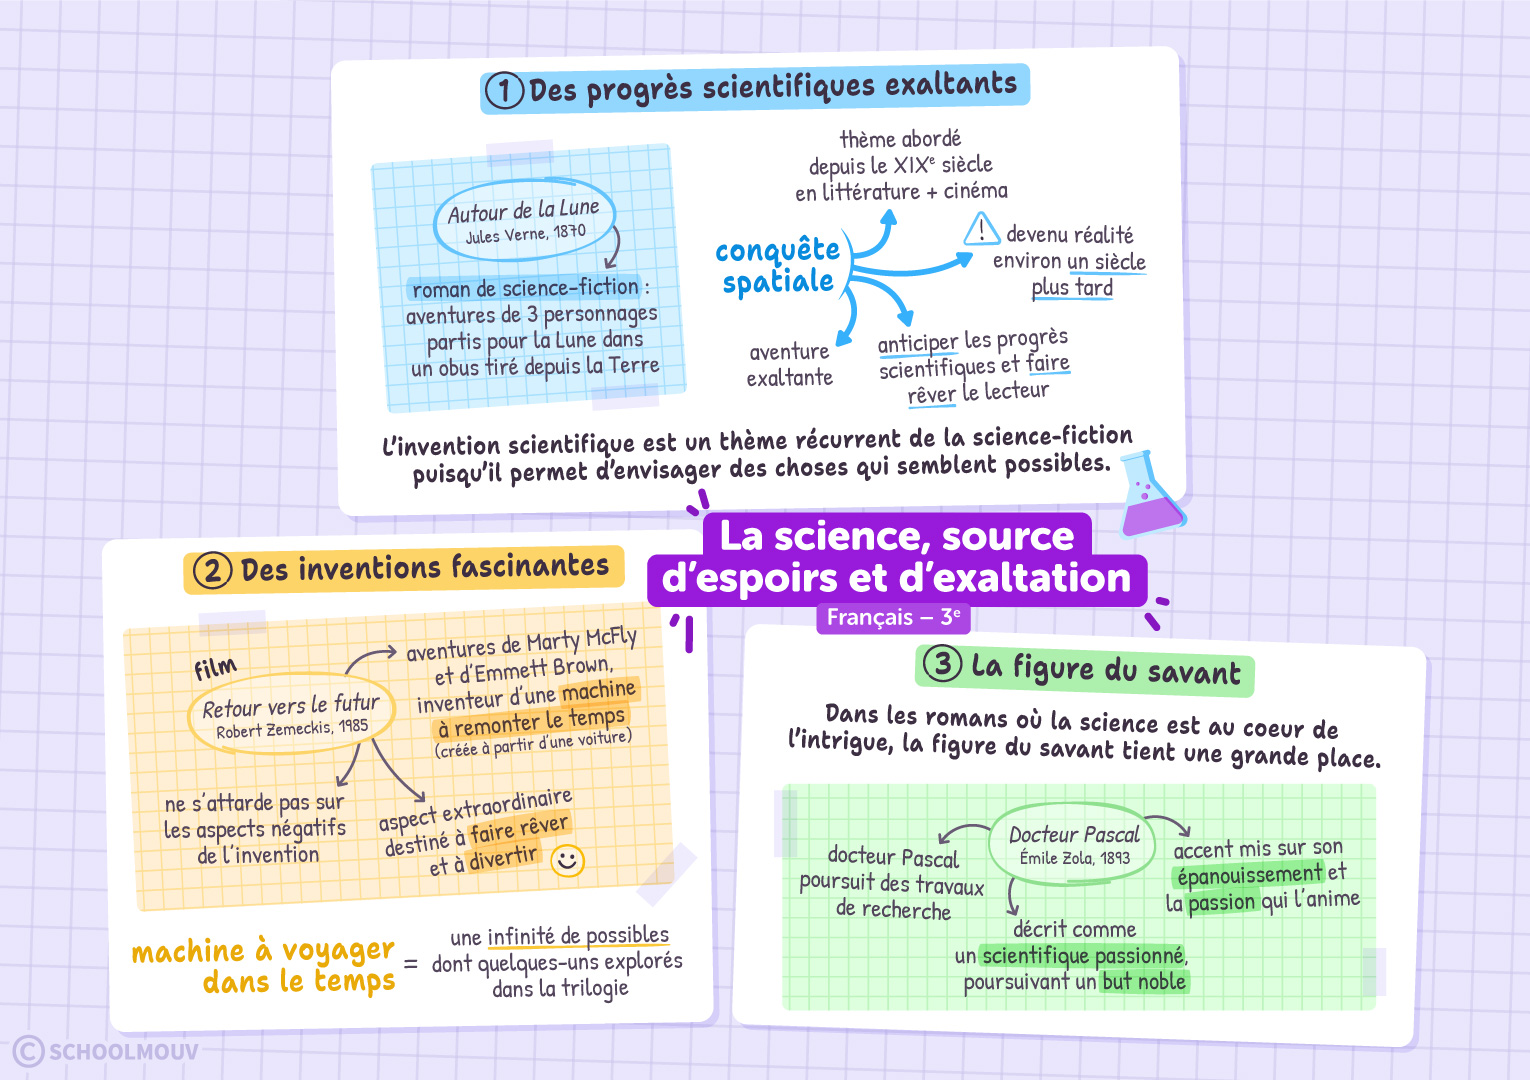 1 Des progrès scientifiques exaltants
Autour de la Lune
Jules Verne, 1870
roman de science-fiction :
aventures de 3 personnages
partis pour la Lune dans
un obus tiré depuis la Terre
conquête
spatiale
thème abordé
depuis le XIXe siècle
en littérature + cinéma
! devenu réalité
environ un siècle
plus tard
anticiper les progrès
scientifiques et faire
rêver le lecteur
aventure
exaltante
L'invention scientifique est un thème récurrent de la science-fiction
puisqu'il permet d'envisager des choses qui semblent possibles.
La science, source
d'espoirs et d'exaltation
Français – 3e
2 Des inventions fascinantes
film
Retour vers le futur
Robert Zemeckis, 1985
aventures de Marty McFly
et d'Emmett Brown,
inventeur d'une machine
à remonter le temps
(créée à partir d'une voiture)
ne s'attarde pas sur
les aspects négatifs
de l'invention
aspect extraordinaire
destiné à faire rêver
et à divertir
machine à voyager
dans le temps
=
une infinité de possibles
dont quelques-uns explorés
dans la trilogie
3 La figure du savant
Dans les romans où la science est au coeur de
l'intrigue, la figure du savant tient une grande place.
Docteur Pascal
Émile Zola, 1893
docteur Pascal
poursuit des travaux
de recherche
décrit comme
un scientifique passionné,
poursuivant un but noble
accent mis sur son
épanouissement et
la passion qui l'anime
© SCHOOLMOUV